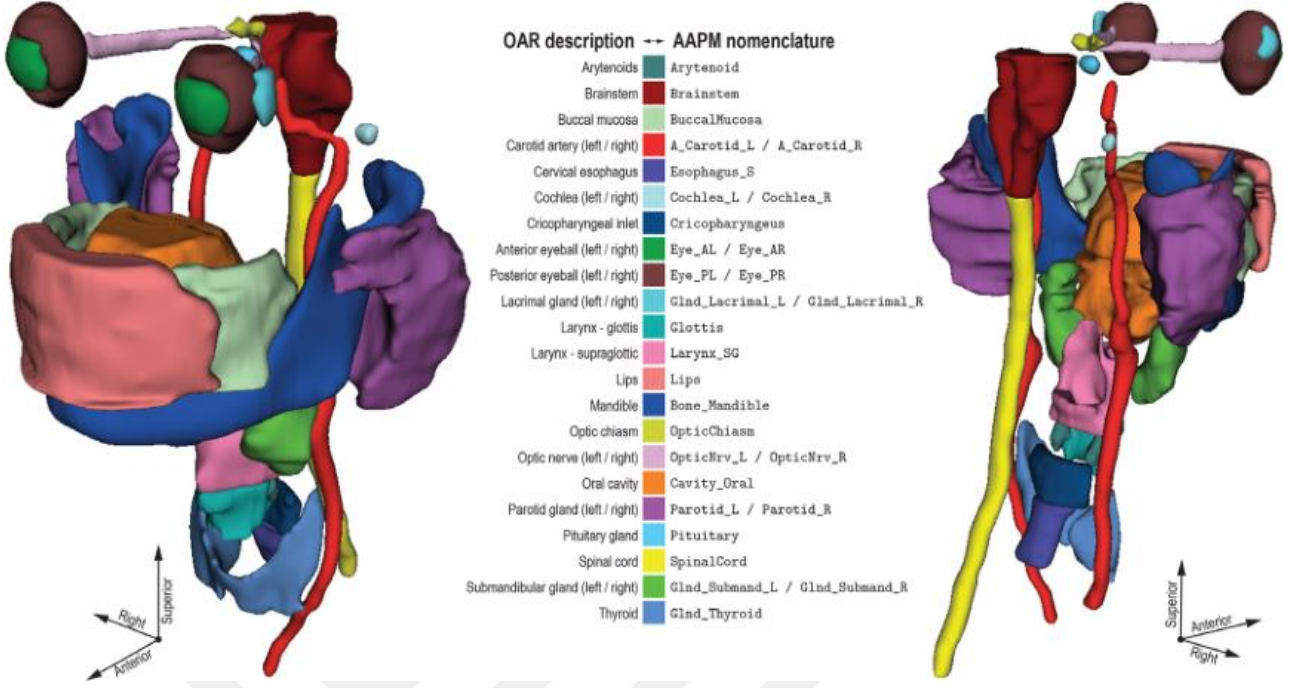 OAR description ↔ AAPM nomenclature
Arytenoids Arytenoid
Brainstem Brainstem
Buccal mucosa BuccalMucosa
Carotid artery (left / right) A_Carotid_L / A_Carotid_R
Cervical esophagus Esophagus_S
Cochlea (left / right) Cochlea_L / Cochlea_R
Cricopharyngeal inlet Cricopharyngeus
Anterior eyeball (left / right) Eye_AL / Eye_AR
Posterior eyeball (left / right) Eye_PL / Eye_PR
Lacrimal gland (left / right) Glnd_Lacrimal_L / Glnd_Lacrimal_R
Larynx - glottis Glottis
Larynx - supraglottic Larynx_SG
Lips Lips
Mandible Bone_Mandible
Optic chiasm OpticChiasm
Optic nerve (left / right) OpticNrv_L / OpticNrv_R
Oral cavity Cavity_Oral
Parotid gland (left / right) Parotid_L / Parotid_R
Pituitary gland Pituitary
Spinal cord SpinalCord
Submandibular gland (left / right) Glnd_Submand_L / Glnd_Submand_R
Thyroid Glnd_Thyroid
Superior
Right
Anterior
Superior
Anterior
Right